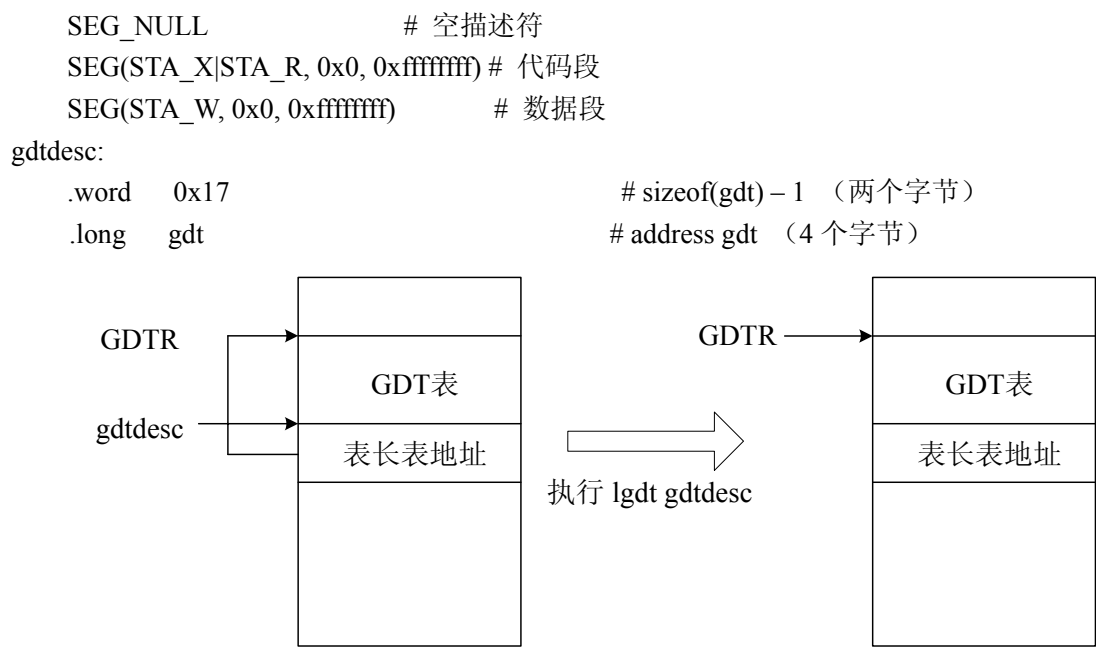 SEG_NULL # 空描述符
SEG(STA_X|STA_R, 0x0, 0xffffffff) # 代码段
SEG(STA_W, 0x0, 0xffffffff) # 数据段
gdtdesc:
.word 0x17 # sizeof(gdt) – 1 （两个字节）
.long gdt # address gdt （4 个字节）
GDTR
GDT表
gdtdesc
表长表地址
执行 lgdt gdtdesc
GDTR
GDT表
表长表地址